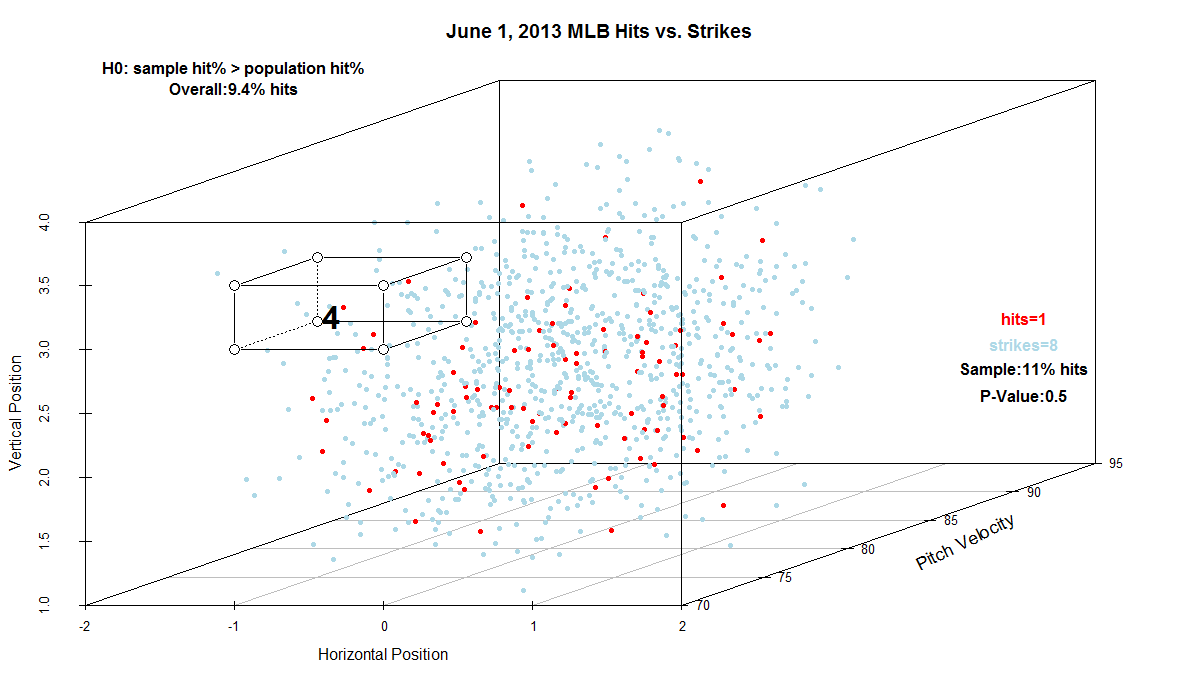 June 1, 2013 MLB Hits vs. Strikes
H0: sample hit% > population hit%
Overall:9.4% hits
4.0
3.5
3.0
2.5
2.0
1.5
1.0
Vertical Position
4
hits=1
strikes=8
Sample:11% hits
P-Value:0.5
95
90
85
80
75
70
Pitch Velocity
-2 -1 0 1 2
Horizontal Position